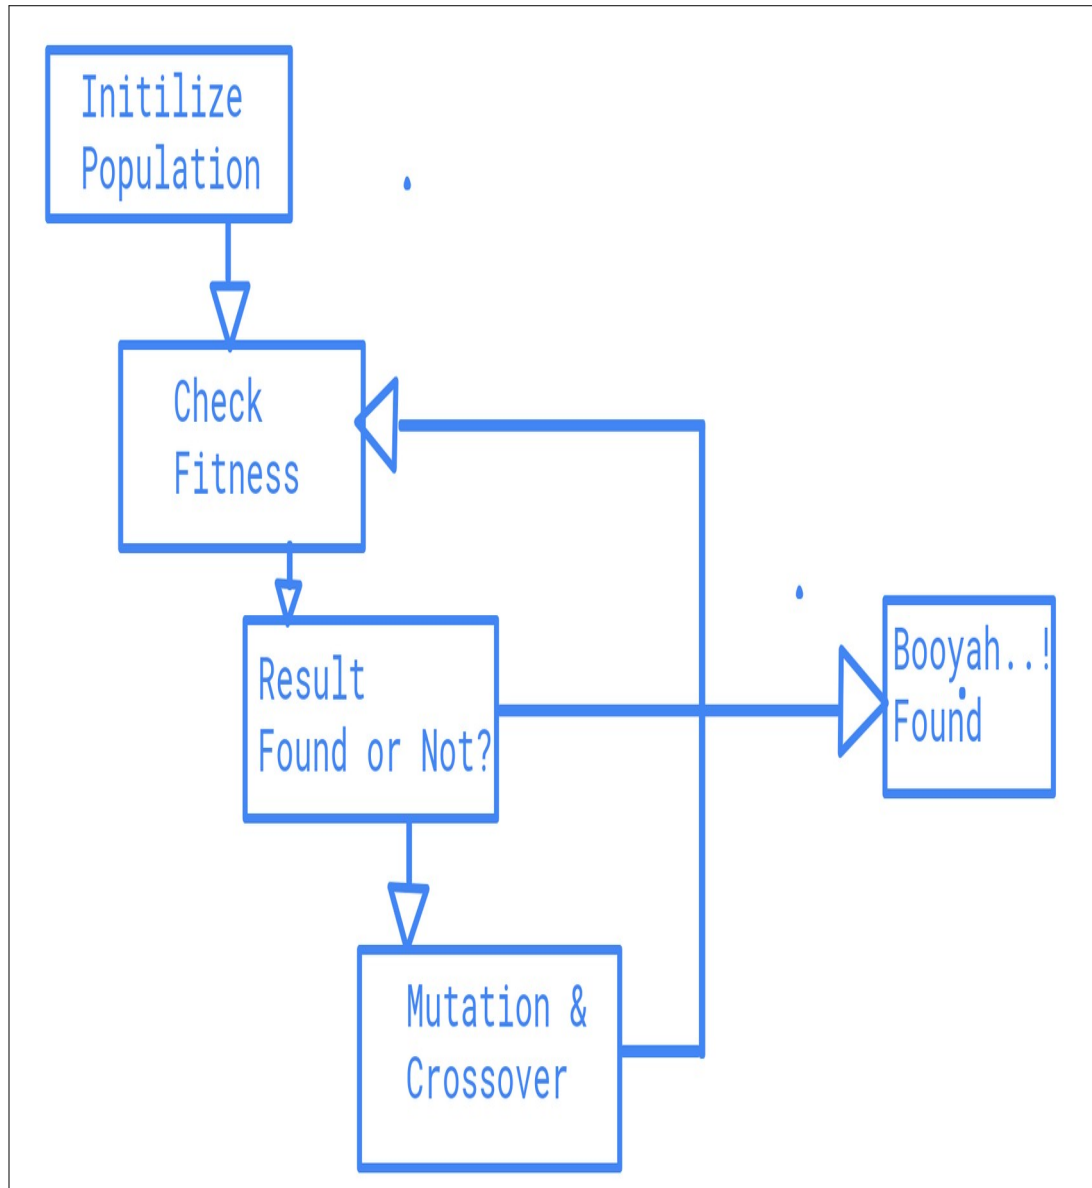 Initilize
Population
Check
Fitness
Result
Found or Not?
Booyah..!
Found
Mutation &
Crossover